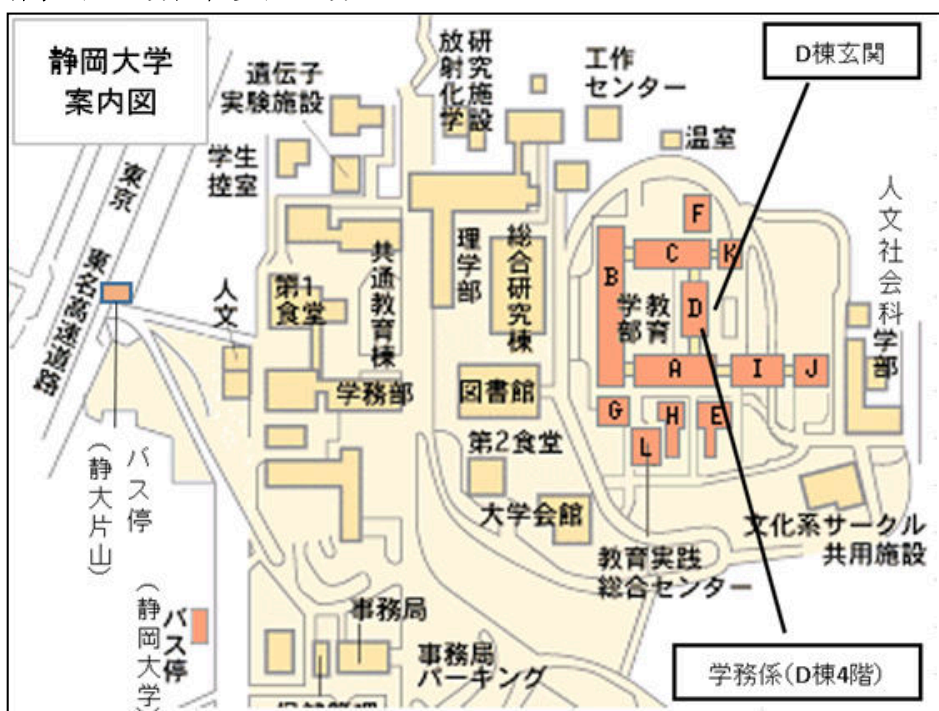 静岡大学
案内図
D棟玄関
放射化学
研究施設
工作
センター
遺伝子
実験施設
温室
学生
控室
東京
東名高速道路
人文社会科
学部
F
C
K
B
D
教育
学部
A
I
J
G
H
E
L
理学部
総合研究棟
共通教育棟
第1
食堂
人文
学務部
図書館
第2食堂
大学会館
バス停
(静大片山)
文化系サークル
共用施設
教育実践
総合センター
バス停
(静岡大学)
事務局
事務局
パーキング
学務係(D棟4階)